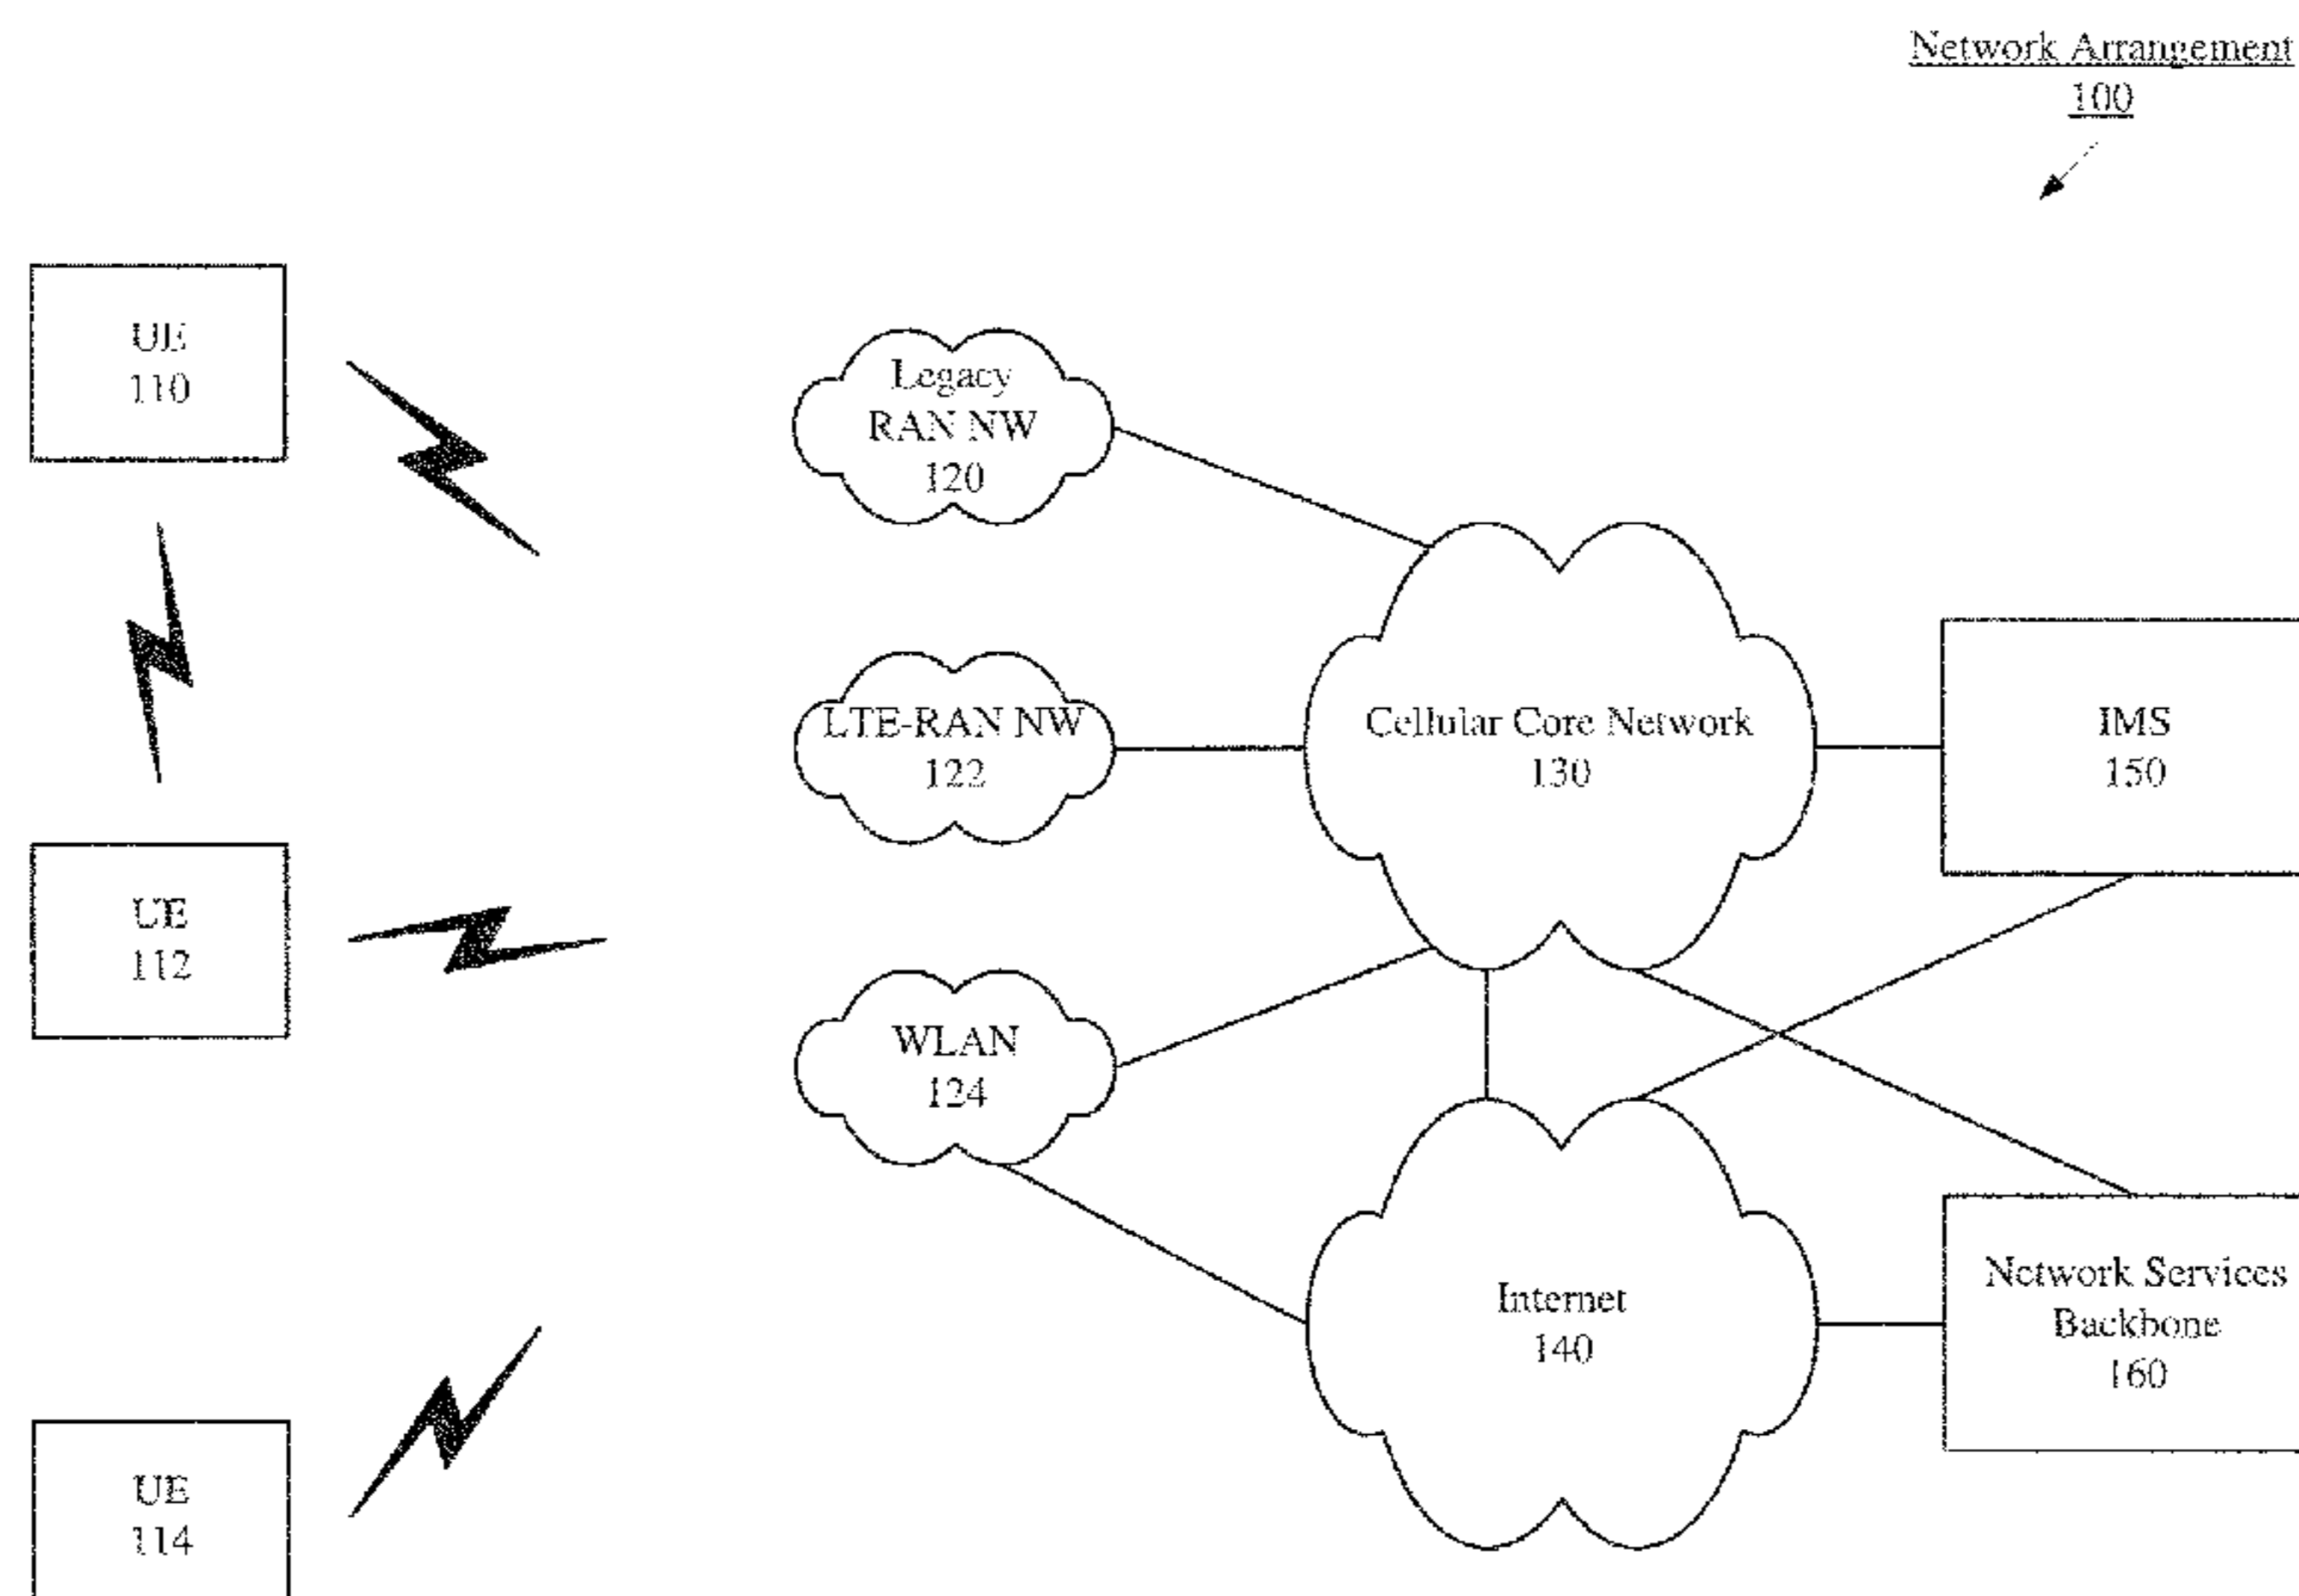 Network Arrangement
100
UE
110
Legacy
RAN NW
120
LTE-RAN NW
122
Cellular Core Network
130
IMS
150
UE
112
WLAN
124
Internet
140
Network Services
Backbone
160
UE
114